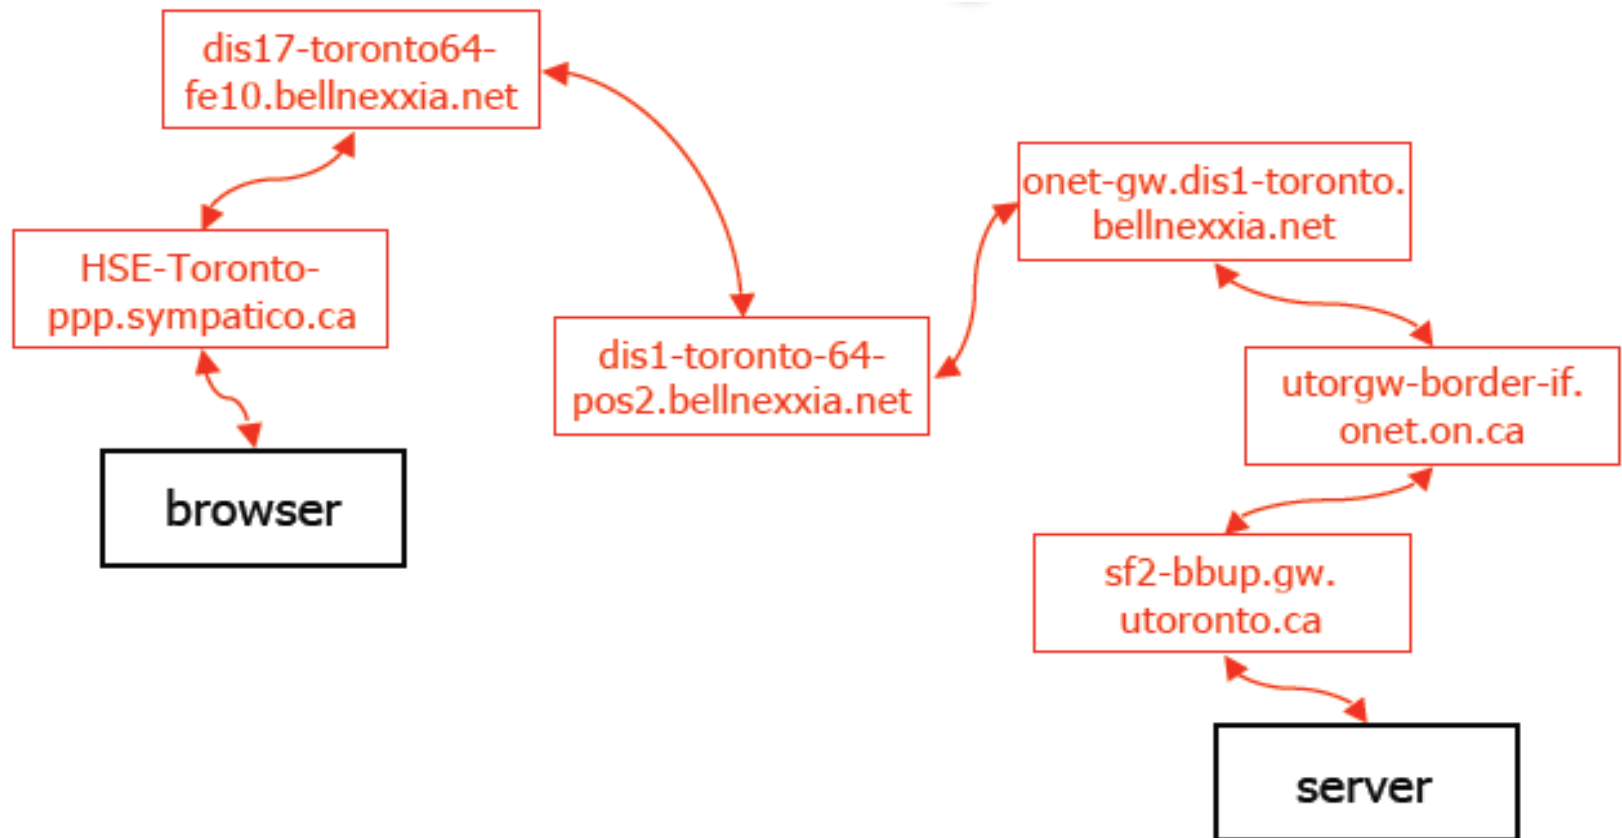 dis17-toronto64-
fe10.bellnexxia.net
HSE-Toronto-
ppp.sympatico.ca
browser
dis1-toronto-64-
pos2.bellnexxia.net
onet-gw.dis1-toronto.
bellnexxia.net
utorgw-border-if.
onet.on.ca
sf2-bbup.gw.
utoronto.ca
server